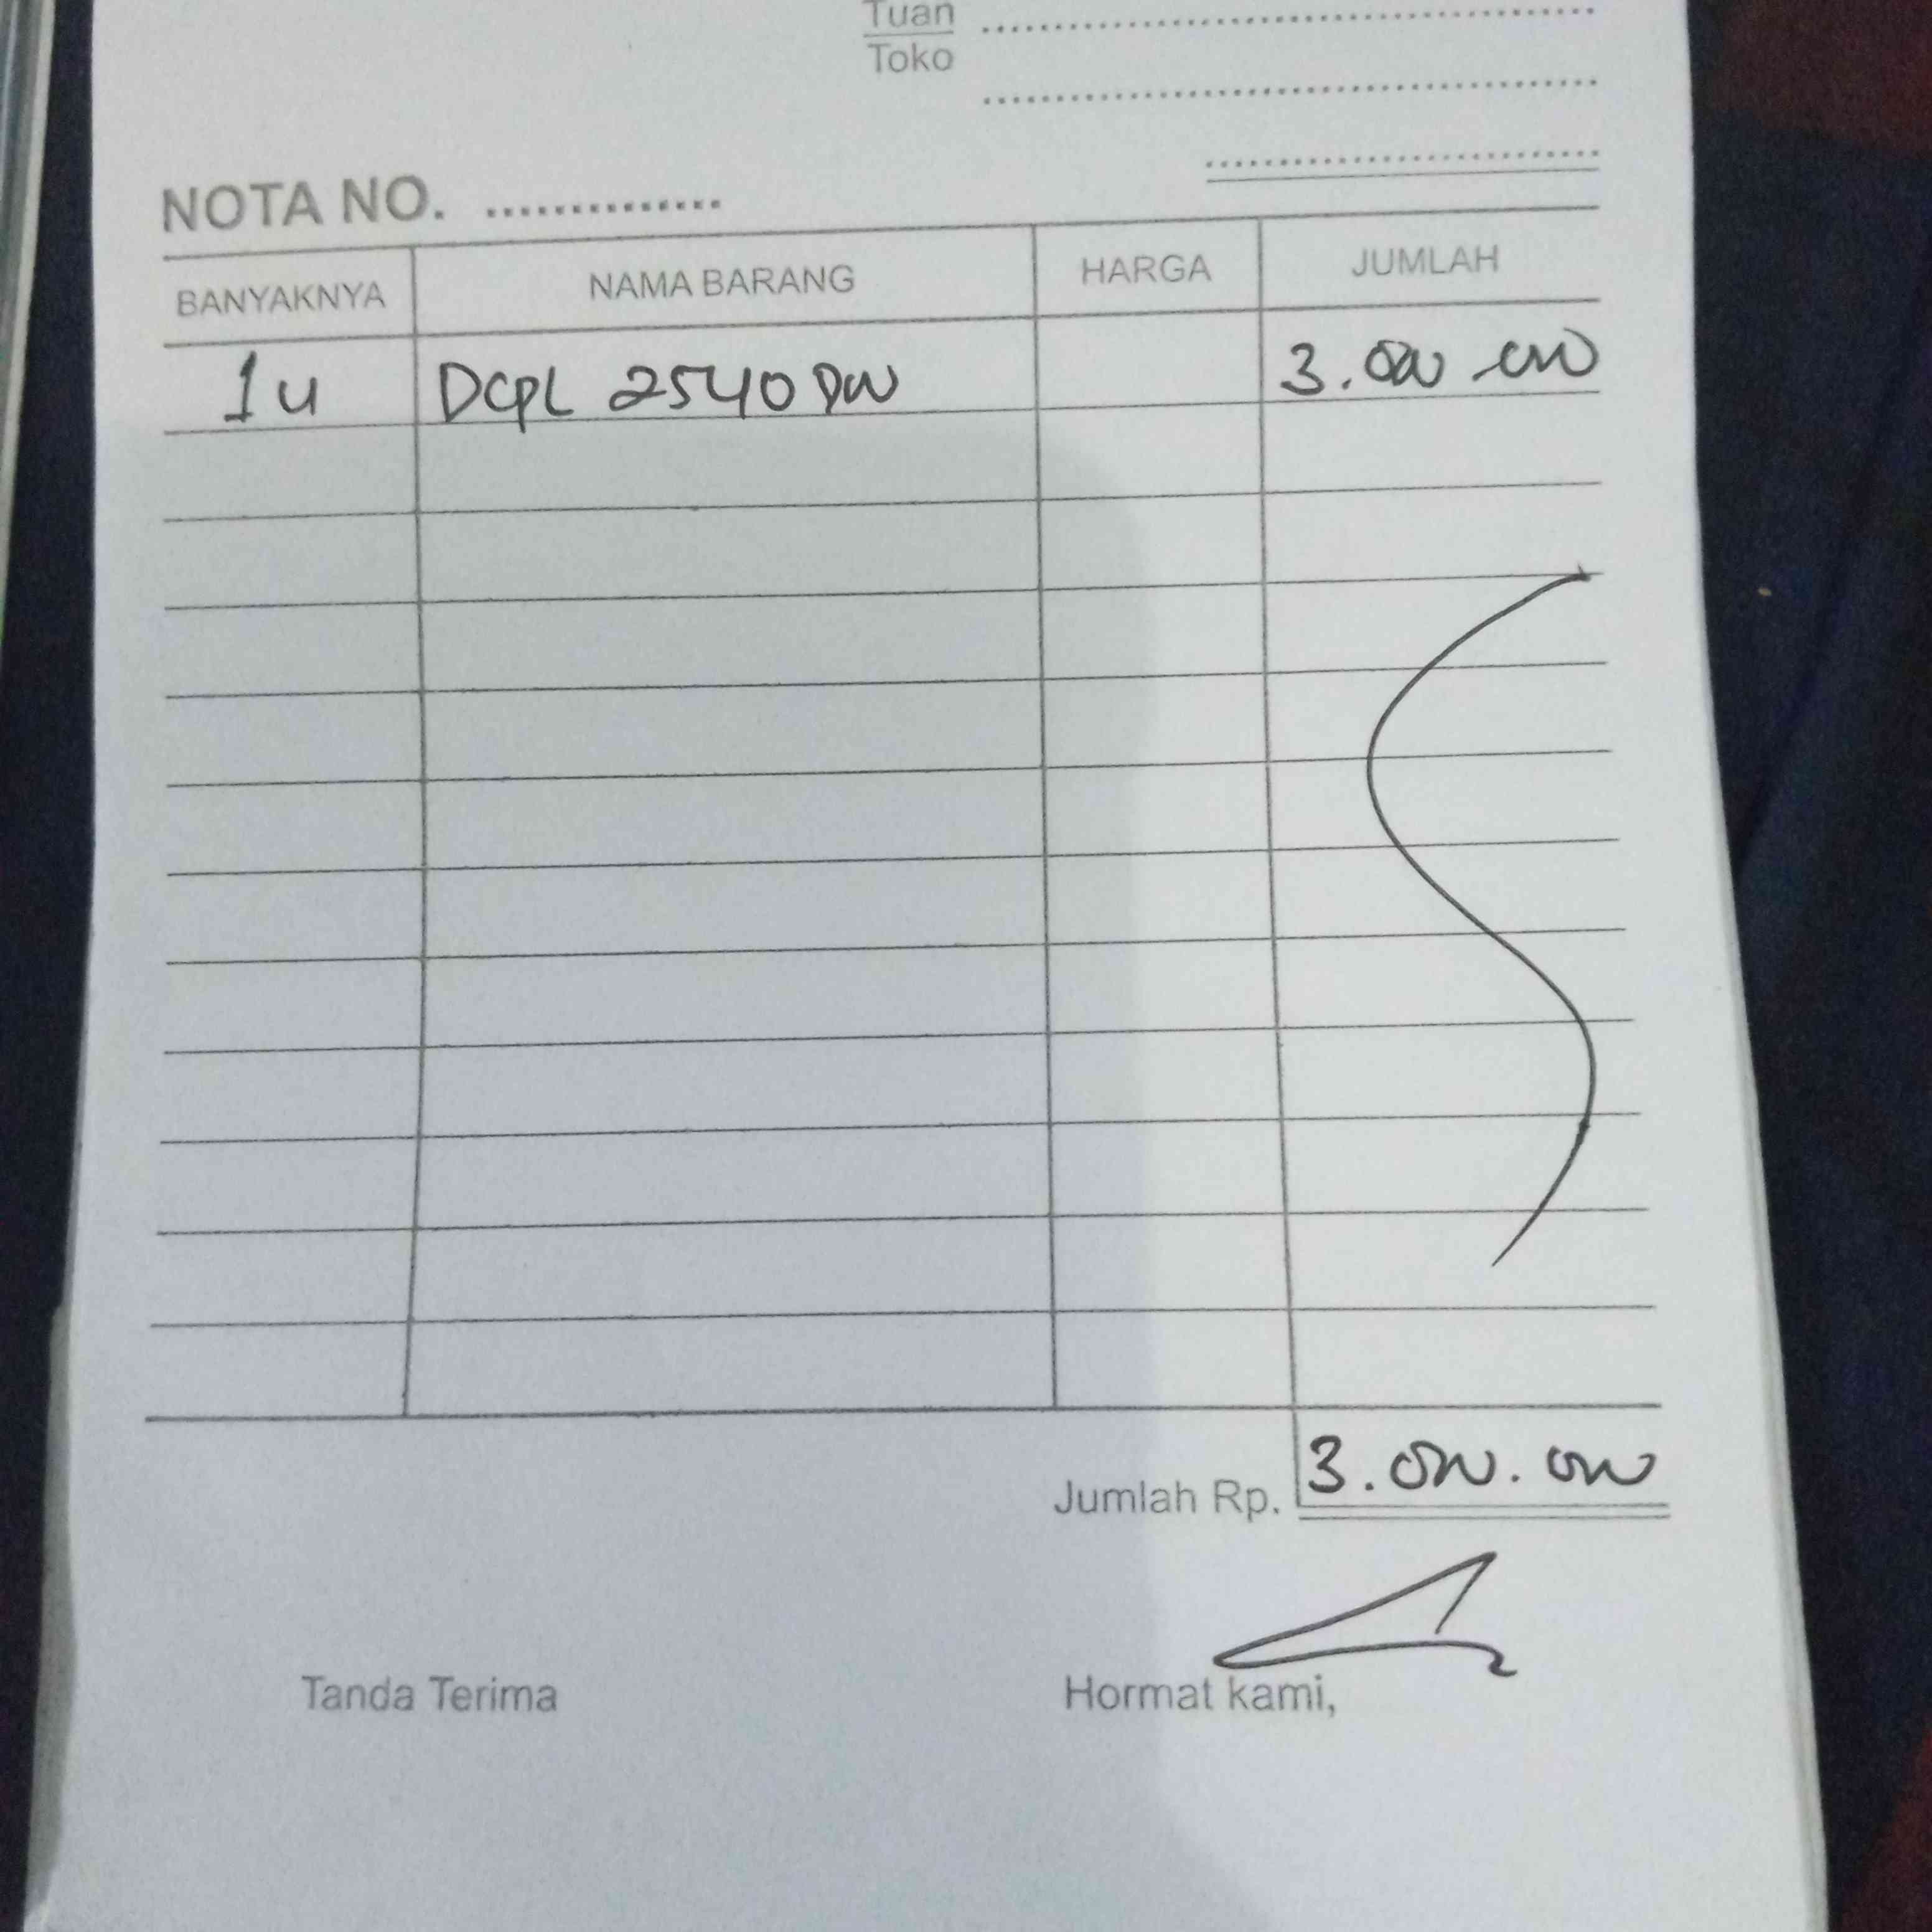 Tuan
Toko
NOTA NO. ..............
BANYAKNYA NAMA BARANG HARGA JUMLAH
1 u DCPL 2540 DW 3.000.000
Jumlah Rp. 3.000.000
Tanda Terima Hormat kami,